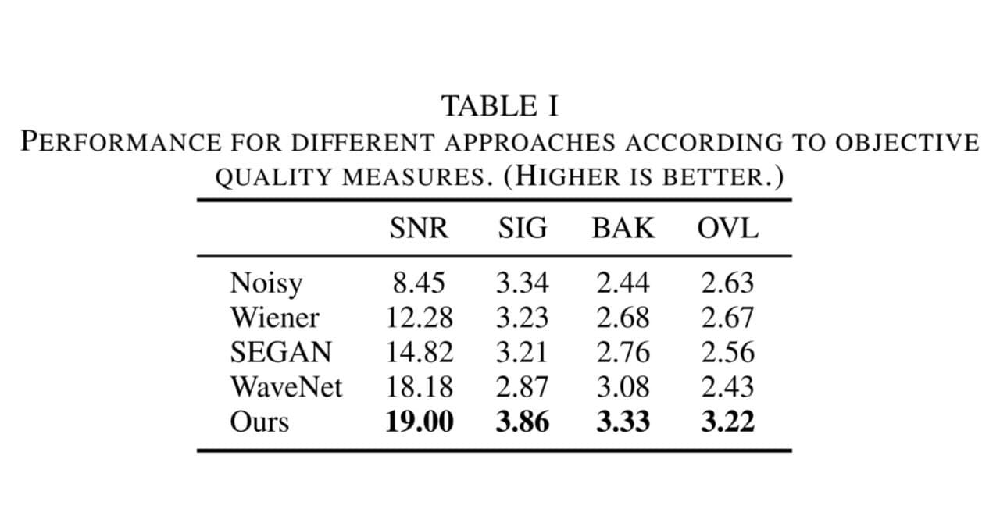 TABLE I
PERFORMANCE FOR DIFFERENT APPROACHES ACCORDING TO OBJECTIVE
QUALITY MEASURES. (HIGHER IS BETTER.)
SNR SIG BAK OVL
Noisy 8.45 3.34 2.44 2.63
Wiener 12.28 3.23 2.68 2.67
SEGAN 14.82 3.21 2.76 2.56
WaveNet 18.18 2.87 3.08 2.43
Ours 19.00 3.86 3.33 3.22